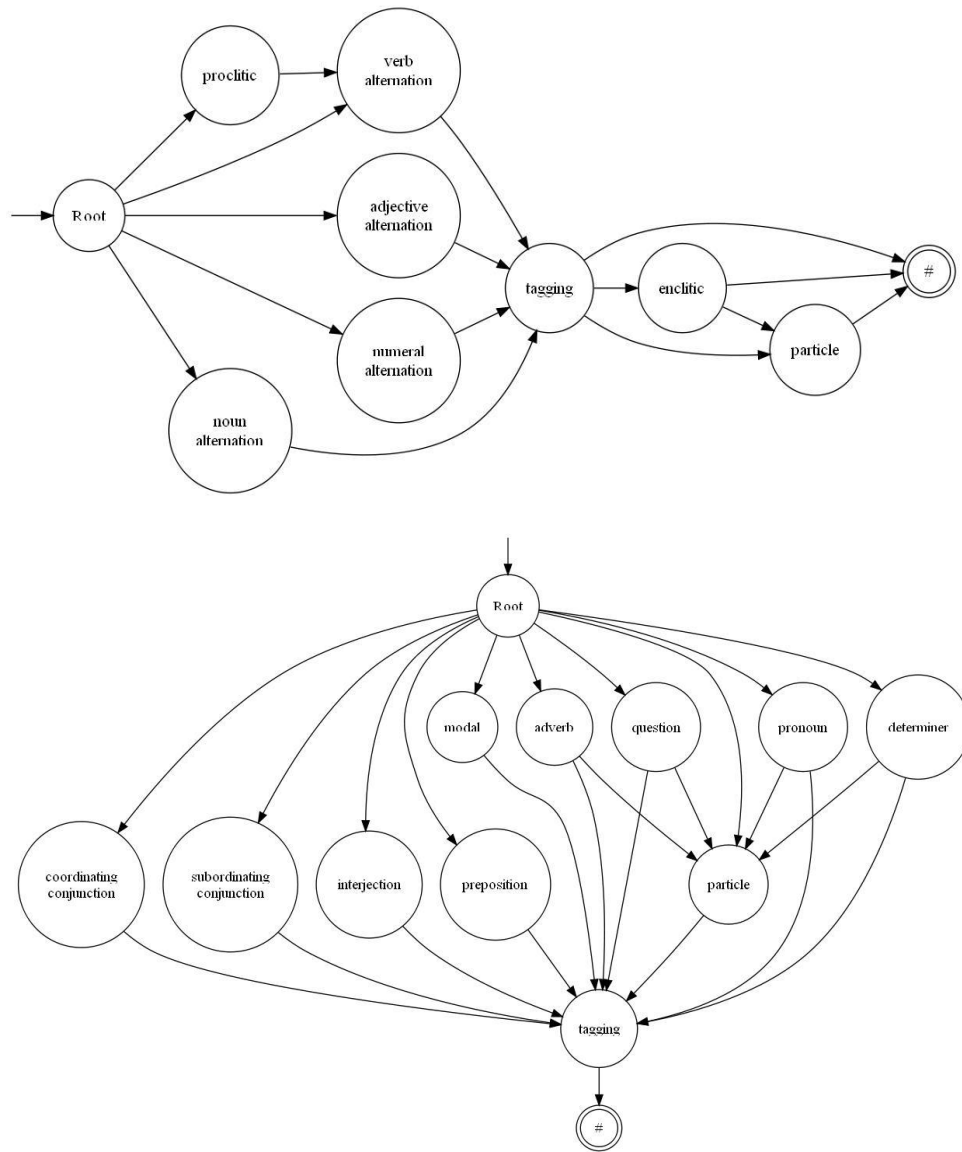 proclitic
verb
alternation
Root
adjective
alternation
tagging
enclitic
#
particle
numeral
alternation
noun
alternation
Root
modal
adverb
question
pronoun
determiner
coordinating
conjunction
subordinating
conjunction
interjection
preposition
particle
tagging
#